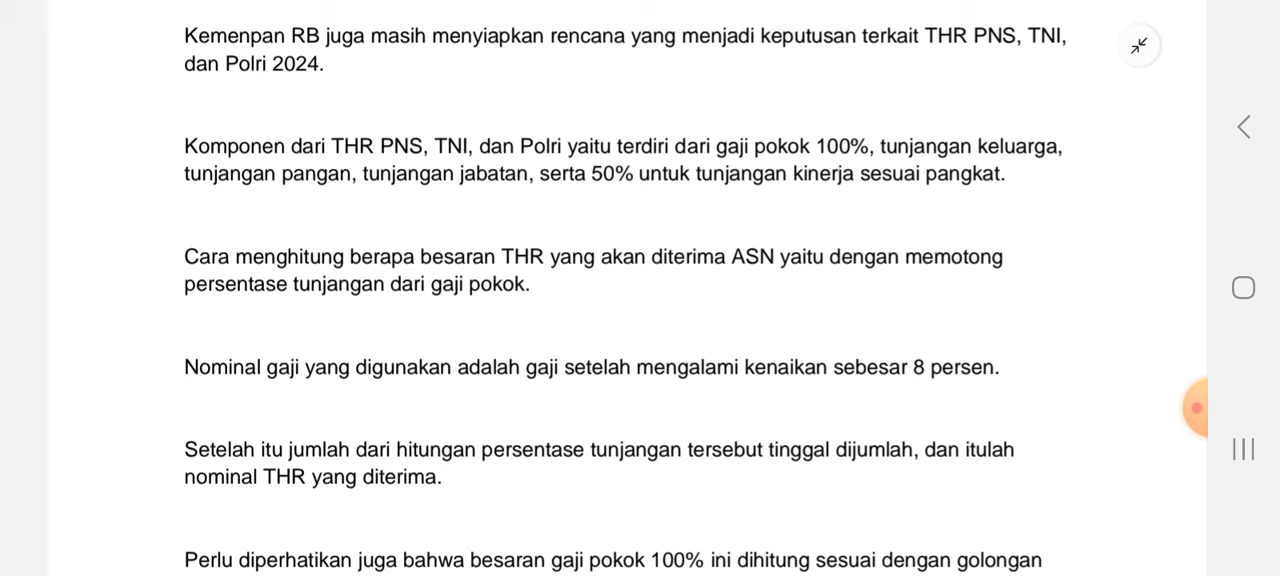 Kemenpan RB juga masih menyiapkan rencana yang menjadi keputusan terkait THR PNS, TNI,
dan Polri 2024.
Komponen dari THR PNS, TNI, dan Polri yaitu terdiri dari gaji pokok 100%, tunjangan keluarga,
tunjangan pangan, tunjangan jabatan, serta 50% untuk tunjangan kinerja sesuai pangkat.
Cara menghitung berapa besaran THR yang akan diterima ASN yaitu dengan memotong
persentase tunjangan dari gaji pokok.
Nominal gaji yang digunakan adalah gaji setelah mengalami kenaikan sebesar 8 persen.
Setelah itu jumlah dari hitungan persentase tunjangan tersebut tinggal dijumlah, dan itulah
nominal THR yang diterima.
Perlu diperhatikan juga bahwa besaran gaji pokok 100% ini dihitung sesuai dengan golongan